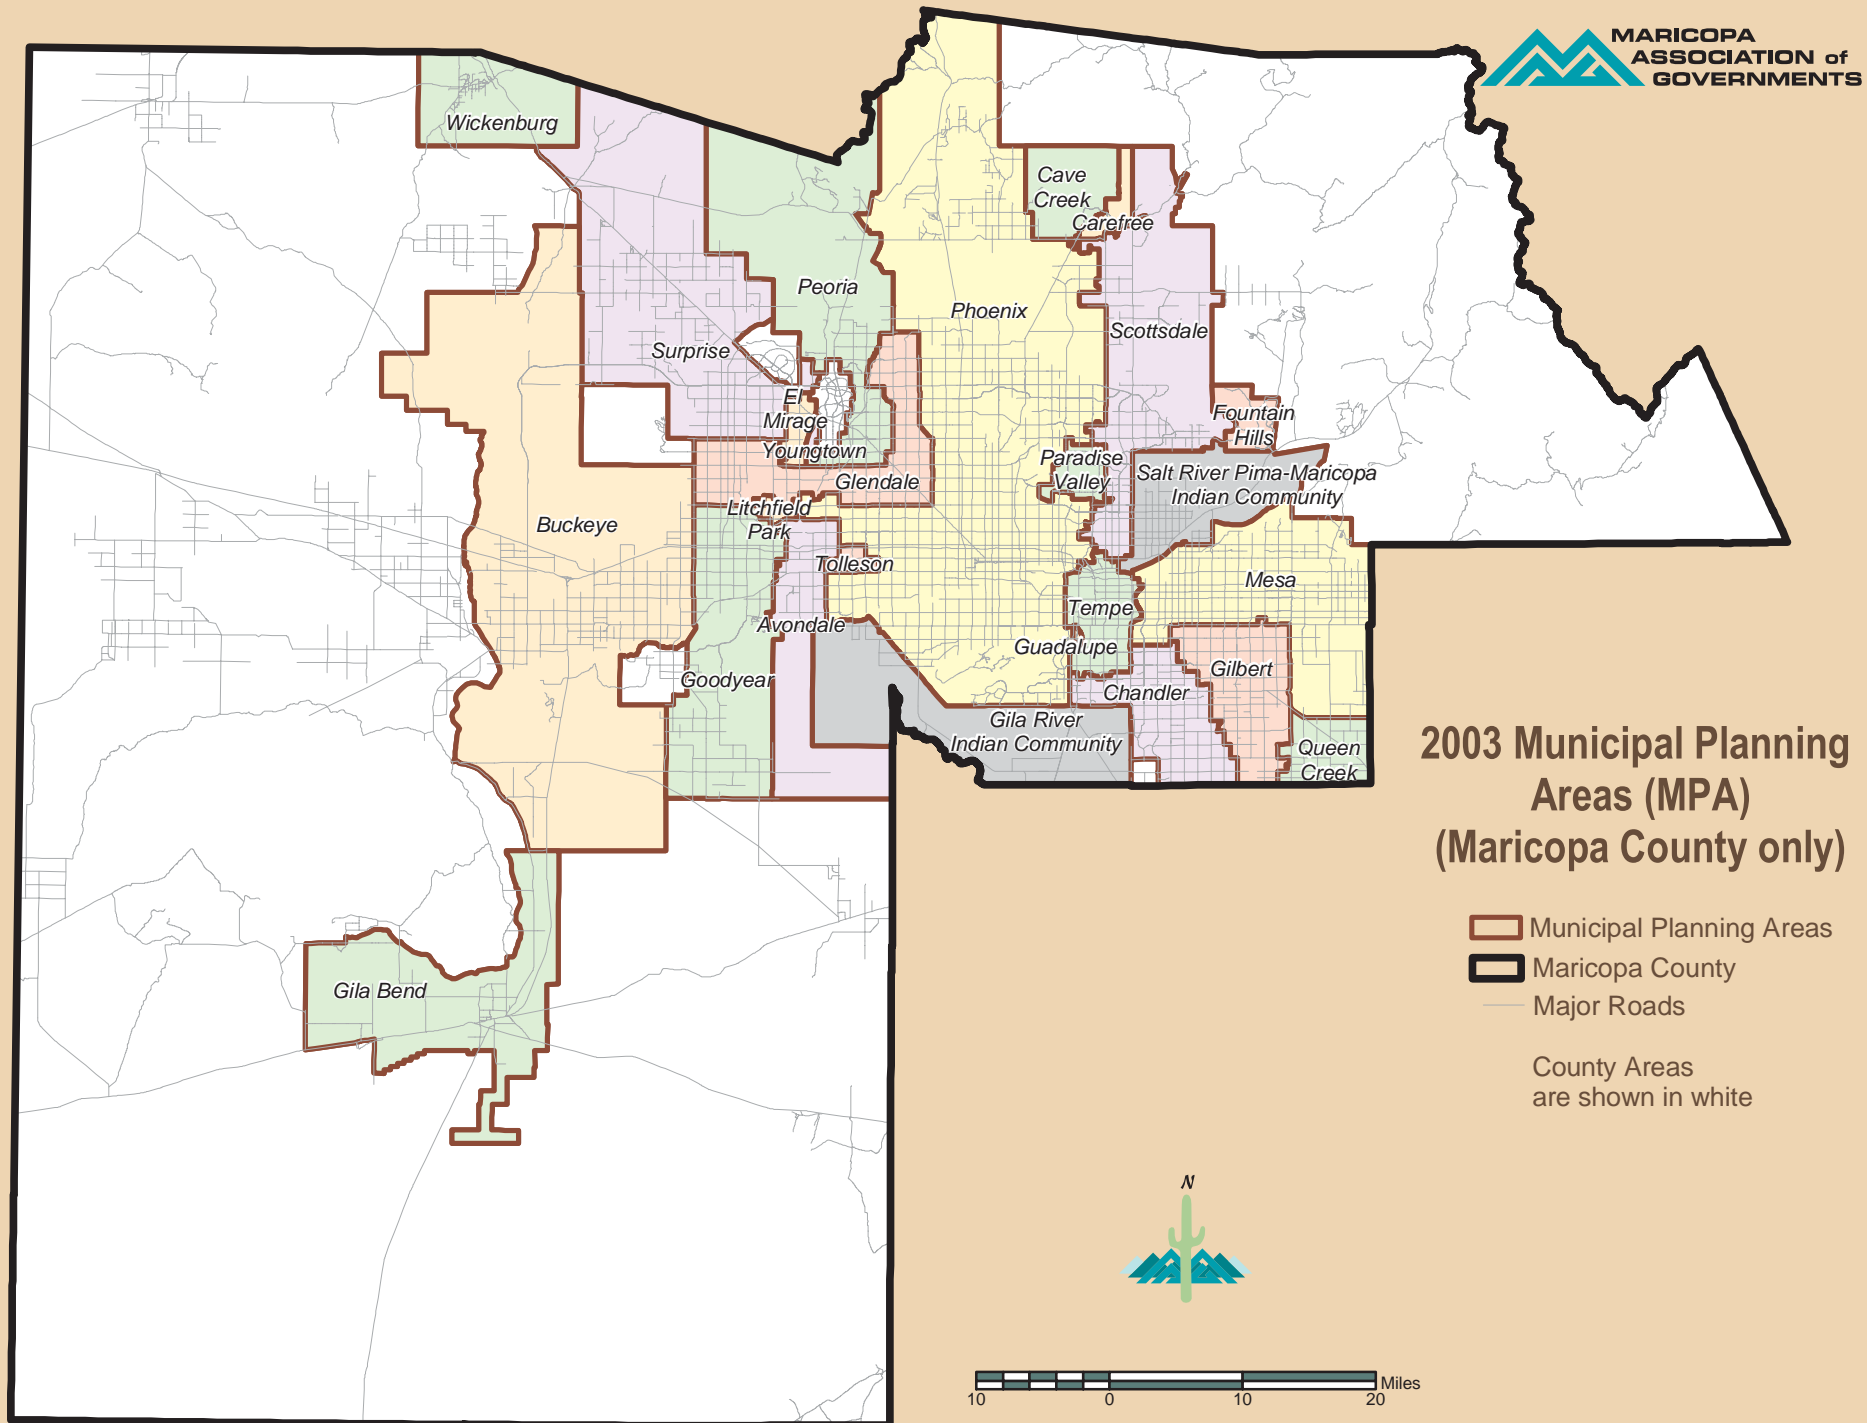 MARICOPA
ASSOCIATION of
GOVERNMENTS
Wickenburg
Cave
Creek
Carefree
Peoria
Phoenix
Scottsdale
Surprise
El
Mirage
Fountain
Hills
Youngtown
Paradise
Valley
Glendale
Salt River Pima-Maricopa
Indian Community
Litchfield
Park
Buckeye
Tolleson
Mesa
Tempe
Avondale
Guadalupe
Gilbert
Goodyear
Chandler
Gila River
Indian Community
Queen
Creek
2003 Municipal Planning
Areas (MPA)
(Maricopa County only)
Municipal Planning Areas
Maricopa County
Major Roads
County Areas
are shown in white
Gila Bend
N
Miles
10 0 10 20